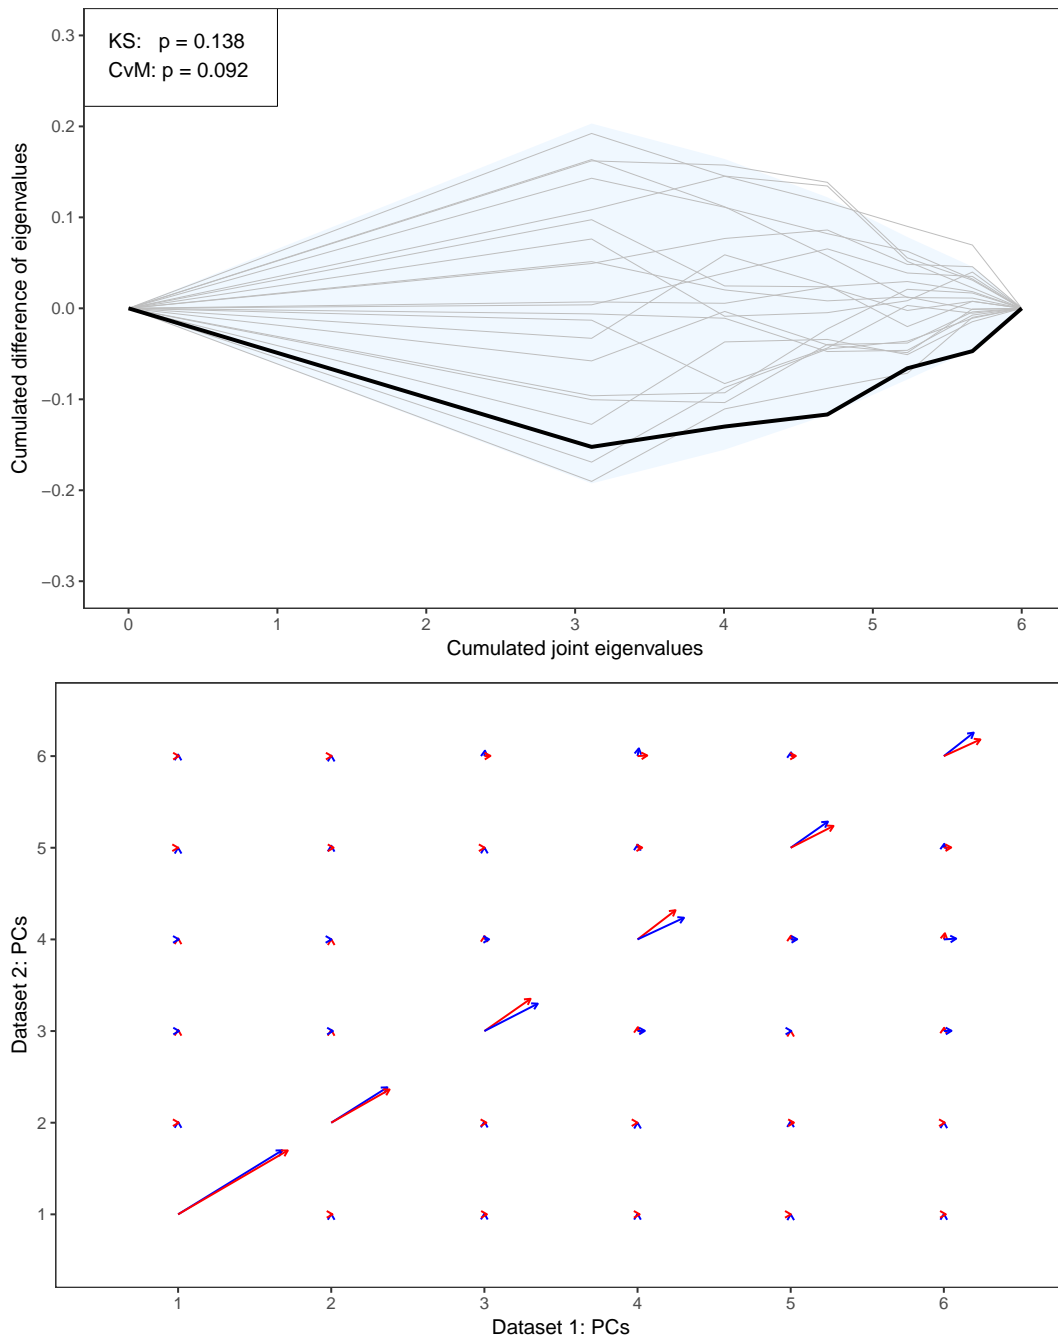 KS: p = 0.138
CvM: p = 0.092
Cumulated difference of eigenvalues
0.3
0.2
0.1
0.0
−0.1
−0.2
−0.3
0 1 2 3 4 5 6
Cumulated joint eigenvalues
Dataset 2: PCs
6
5
4
3
2
1
1 2 3 4 5 6
Dataset 1: PCs